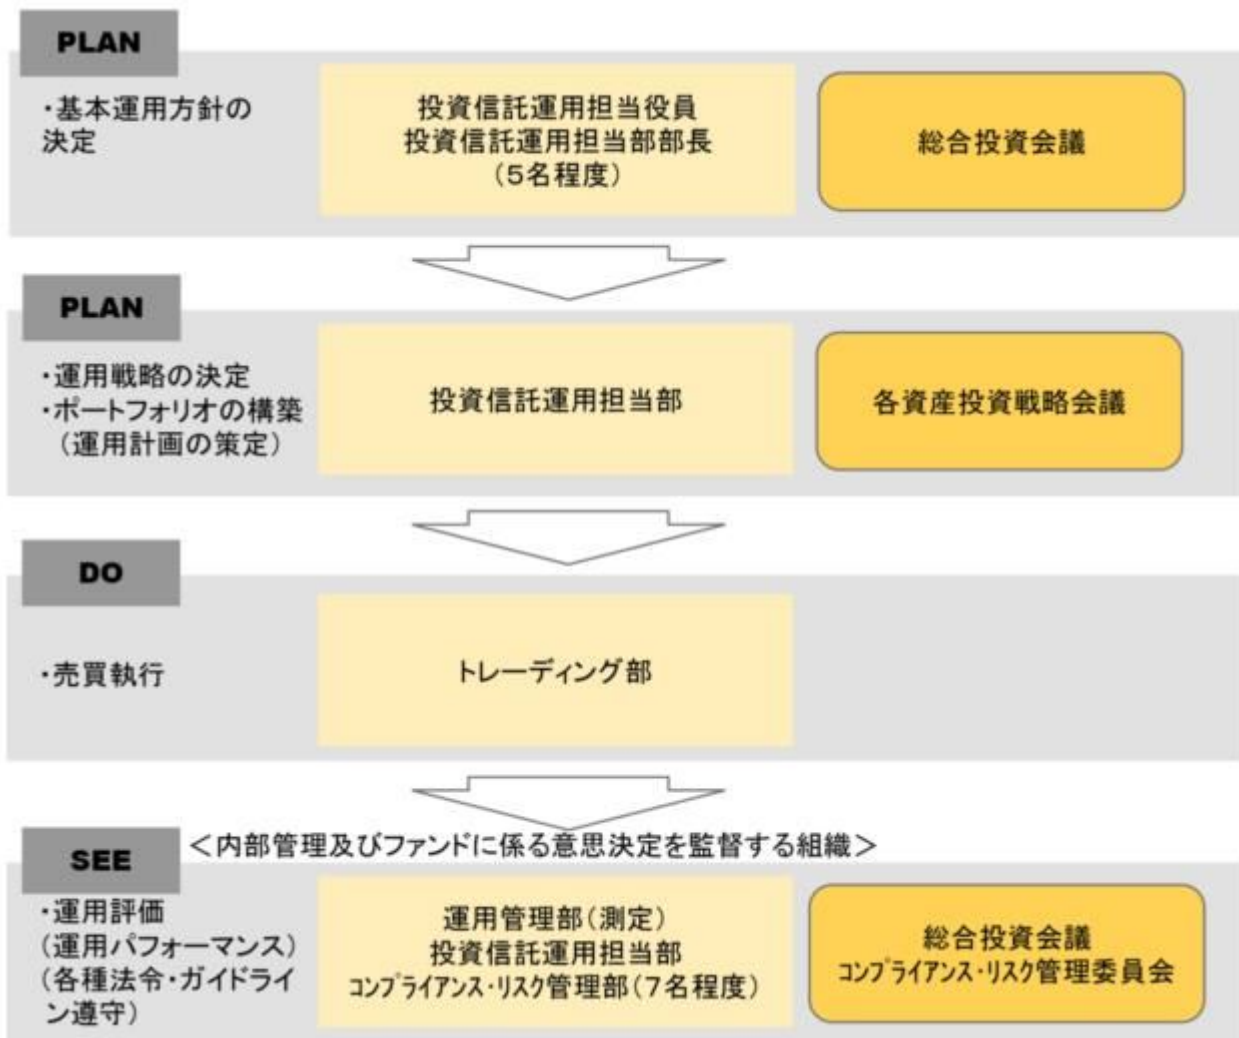 PLAN
・基本運用方針の
決定
投資信託運用担当役員
投資信託運用担当部部長
（5名程度）
総合投資会議
PLAN
・運用戦略の決定
・ポートフォリオの構築
（運用計画の策定）
投資信託運用担当部
各資産投資戦略会議
DO
・売買執行
トレーディング部
SEE
＜内部管理及びファンドに係る意思決定を監督する組織＞
・運用評価
(運用パフォーマンス)
(各種法令・ガイドライ
ン遵守)
運用管理部(測定)
投資信託運用担当部
ｺﾝﾌﾟﾗｲｱﾝｽ・ﾘｽｸ管理部(7名程度)
総合投資会議
ｺﾝﾌﾟﾗｲｱﾝｽ・ﾘｽｸ管理委員会